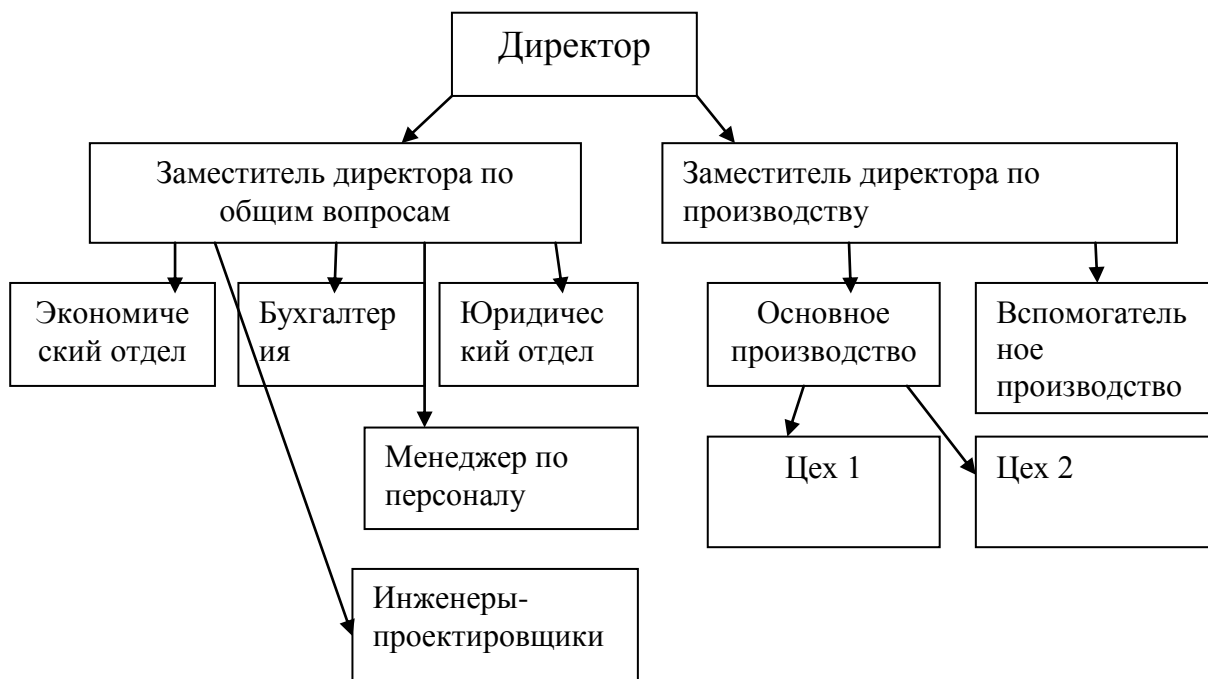 Директор
Заместитель директора по
общим вопросам
Заместитель директора по
производству
Экономиче
ский отдел
Бухгалтер
ия
Юридичес
кий отдел
Основное
производство
Вспомогатель
ное
производство
Менеджер по
персоналу
Цех 1
Цех 2
Инженеры-
проектировщики